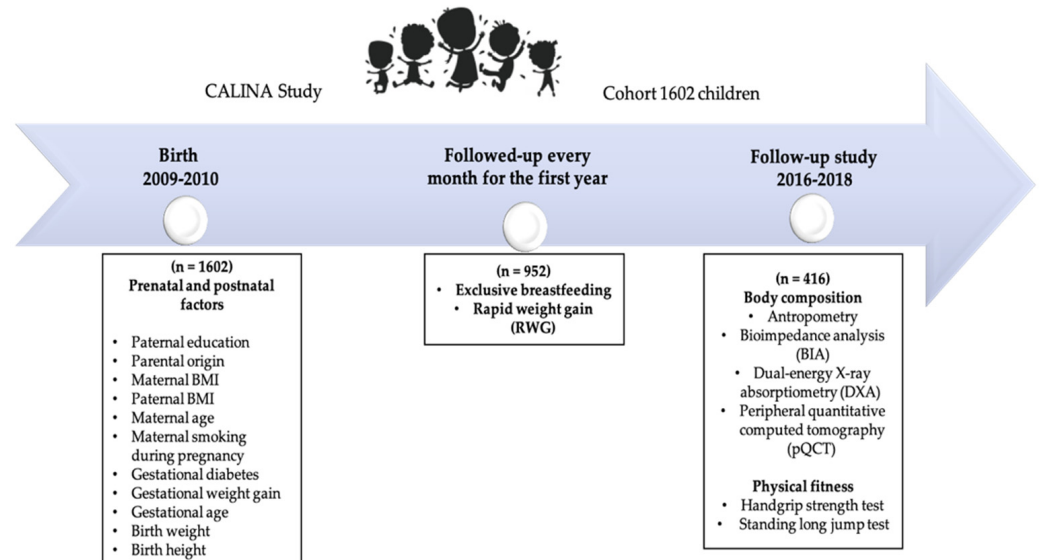 CALINA Study
Cohort 1602 children
Birth
2009-2010
Followed-up every
month for the first year
Follow-up study
2016-2018
(n = 1602)
Prenatal and postnatal
factors
• Paternal education
• Parental origin
• Maternal BMI
• Paternal BMI
• Maternal age
• Maternal smoking
during pregnancy
• Gestational diabetes
• Gestational weight gain
• Gestational age
• Birth weight
• Birth height
(n = 952)
• Exclusive breastfeeding
• Rapid weight gain
(RWG)
(n = 416)
Body composition
• Antropometry
• Bioimpedance analysis
(BIA)
• Dual-energy X-ray
absorptiometry (DXA)
• Peripheral quantitative
computed tomography
(pQCT)
Physical fitness
• Handgrip strength test
• Standing long jump test